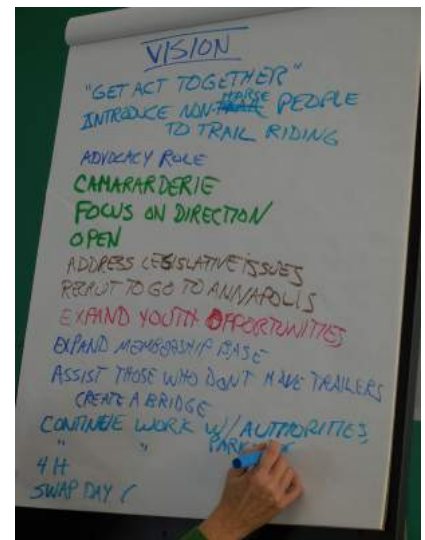 VISION
"GET ACT TOGETHER"
HORSE
INTRODUCE NON- PEOPLE
TO TRAIL RIDING
ADVOCACY ROLE
CAMARARDERIE
FOCUS ON DIRECTION
OPEN
ADDRESS LEGISLATIVE ISSUES
RECRUIT TO GO TO ANNAPOLIS
EXPAND YOUTH OPPORTUNITIES
EXPAND MEMBERSHIP BASE
ASSIST THOSE WHO DON'T HAVE TRAILERS
CREATE A BRIDGE
CONTINUE WORK W/ AUTHORITIES,
" " PARK
4 H
SWAP DAY (